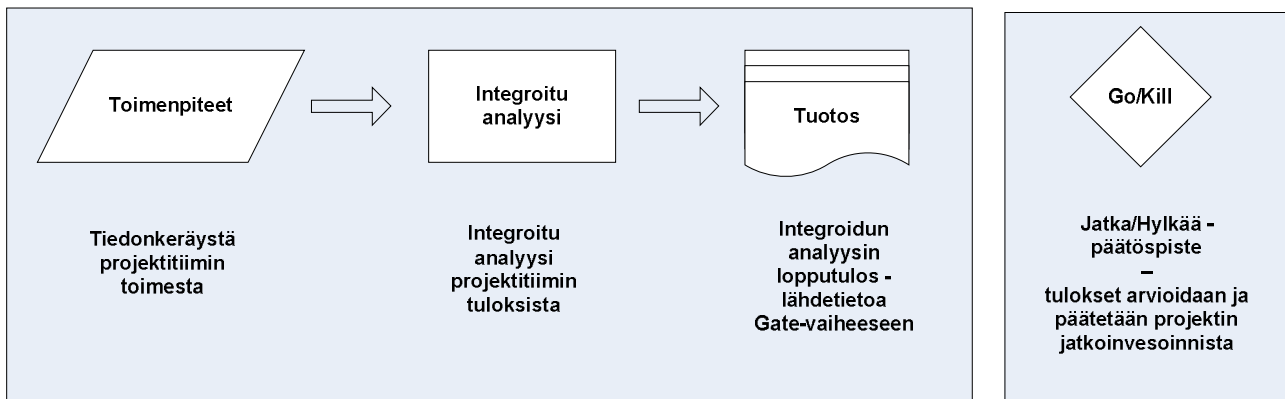 Toimenpiteet
Integroitu
analyysi
Tuotos
Go/Kill
Tiedonkeräystä
projektitiimin
toimesta
Integroitu
analyysi
projektitiimin
tuloksista
Integroidun
analyysin
lopputulos -
lähdetietoa
Gate-vaiheeseen
Jatka/Hylkää -
päätöspiste
–
tulokset arvioidaan ja
päätetään projektin
jatkoinvesoinnista